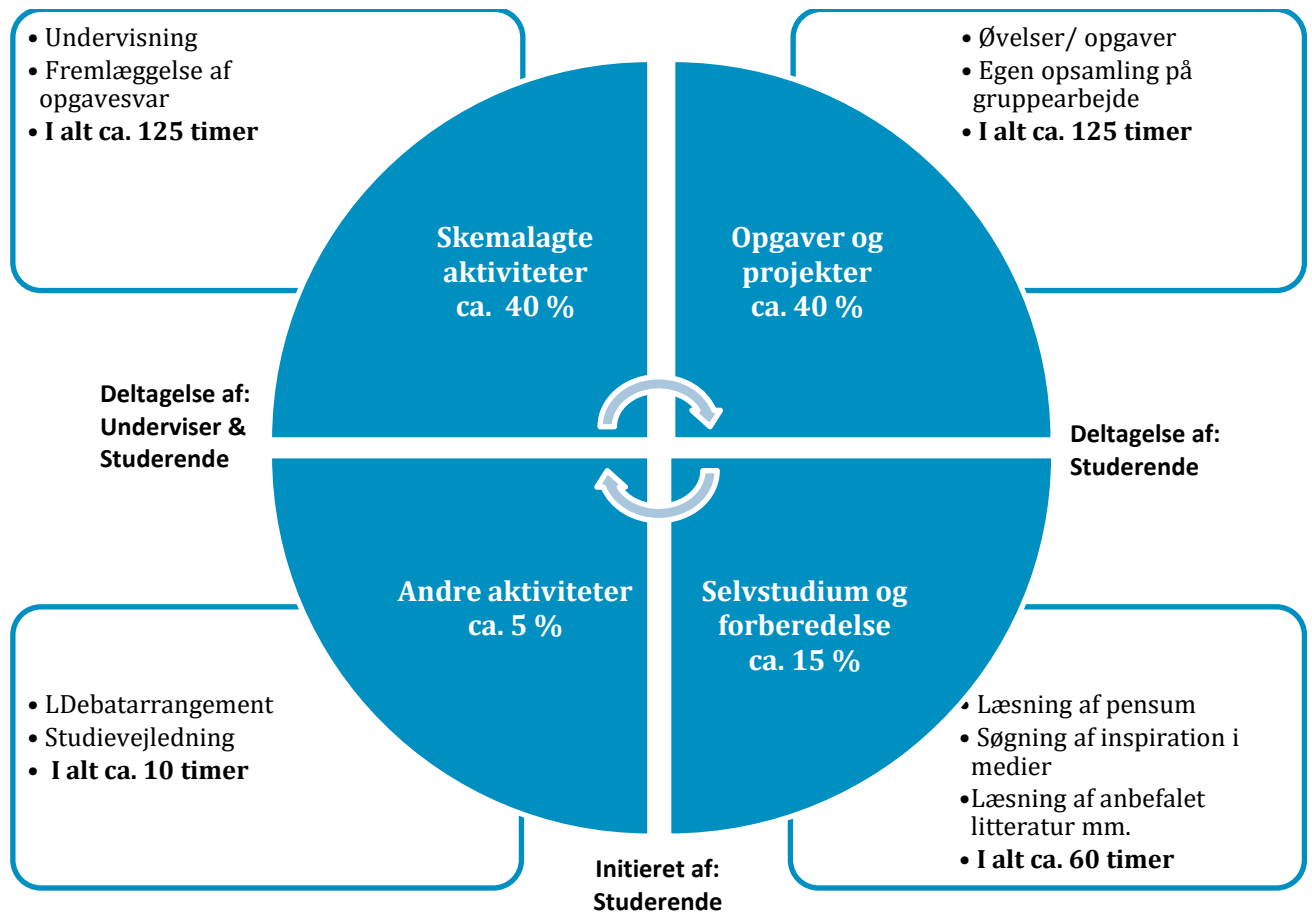 • Undervisning
• Fremlæggelse af
opgavesvar
• I alt ca. 125 timer
• Øvelser/ opgaver
• Egen opsamling på
gruppearbejde
• I alt ca. 125 timer
Skemalagte
aktiviteter
ca. 40 %
Opgaver og
projekter
ca. 40 %
Deltagelse af:
Underviser &
Studerende
Deltagelse af:
Studerende
Andre aktiviteter
ca. 5 %
Selvstudium og
forberedelse
ca. 15 %
• LDebatarrangement
• Studievejledning
• I alt ca. 10 timer
• Læsning af pensum
• Søgning af inspiration i
medier
•Læsning af anbefalet
litteratur mm.
• I alt ca. 60 timer
Initieret af:
Studerende